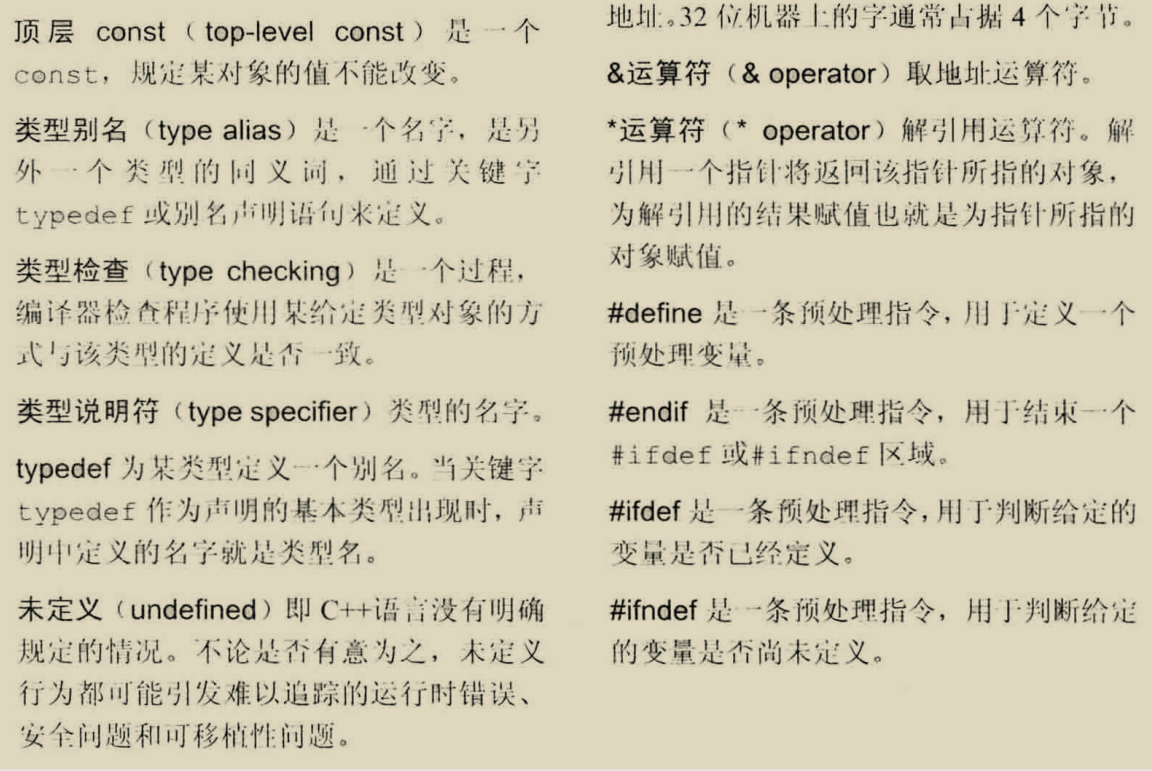 顶层 const（top-level const）是一个
const，规定某对象的值不能改变。
类型别名（type alias）是一个名字，是另
外一个类型的同义词，通过关键字
typedef 或别名声明语句来定义。
类型检查（type checking）是一个过程，
编译器检查程序使用某给定类型对象的方
式与该类型的定义是否一致。
类型说明符（type specifier）类型的名字。
typedef 为某类型定义一个别名。当关键字
typedef 作为声明的基本类型出现时，声
明中定义的名字就是类型名。
未定义（undefined）即 C++语言没有明确
规定的情况。不论是否有意为之，未定义
行为都可能引发难以追踪的运行时错误、
安全问题和可移植性问题。
地址。32 位机器上的字通常占据 4 个字节。
&运算符（& operator）取地址运算符。
*运算符（* operator）解引用运算符。解
引用一个指针将返回该指针所指的对象，
为解引用的结果赋值也就是为指针所指的
对象赋值。
#define 是一条预处理指令，用于定义一个
预处理变量。
#endif 是一条预处理指令，用于结束一个
#ifdef 或#ifndef 区域。
#ifdef 是一条预处理指令，用于判断给定的
变量是否已经定义。
#ifndef 是一条预处理指令，用于判断给定
的变量是否尚未定义。